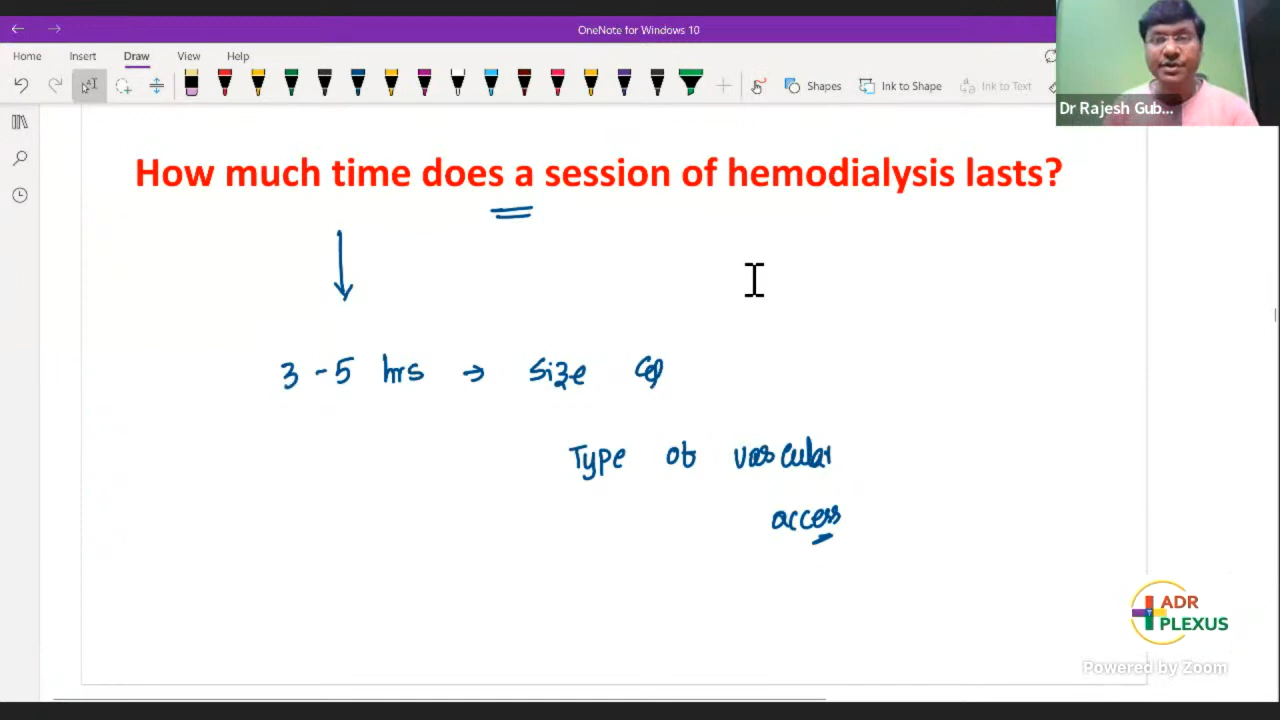 OneNote for Windows 10
Home Insert Draw View Help
Shapes Ink to Shape Ink to Text
Dr Rajesh Gub...
How much time does a session of hemodialysis lasts?
3 - 5 hrs → Size
Type of vascular
access
ADR
PLEXUS
Powered by Zoom